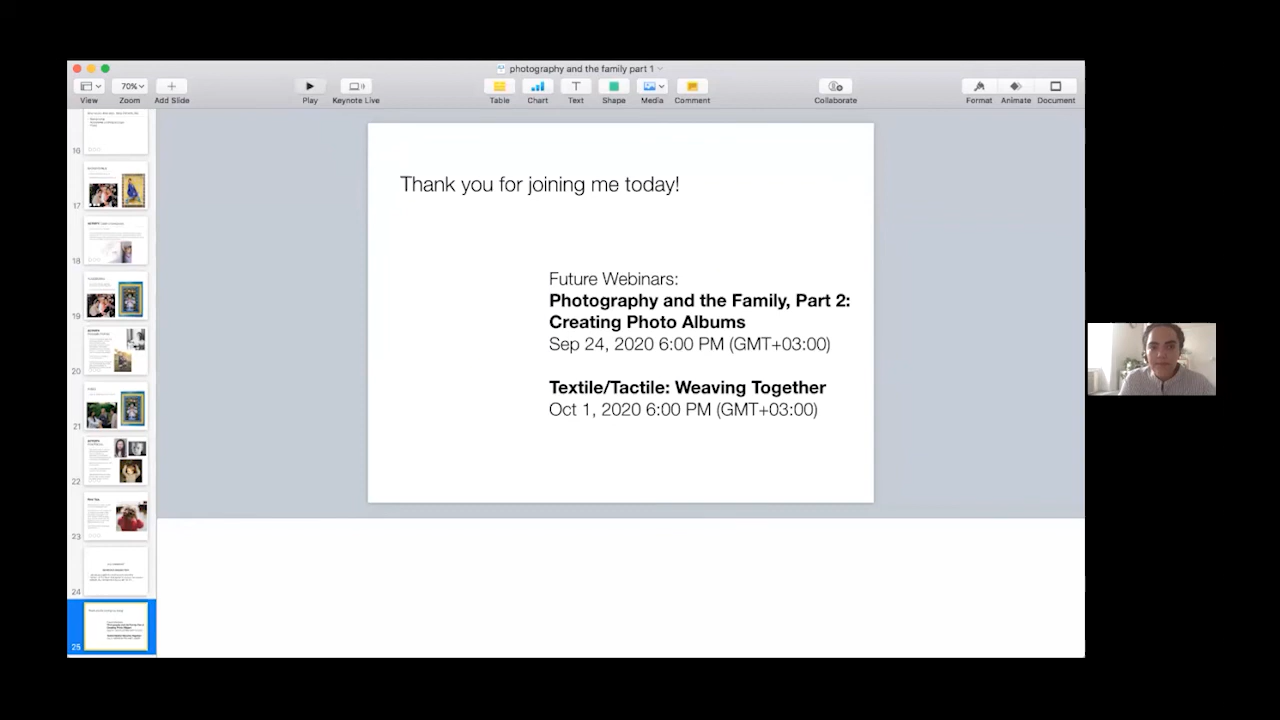 photography and the family part 1
70%
View
Zoom
Add Slide
Play
Keynote Live
Table
Chart
Text
Shape
Media
Comment
Collaborate
Format
Animate
Document
16
17
18
19
20
21
22
23
24
25
Thank you for joining me today!
Future Webinars:
Photography and the Family, Part 2:
Creating Photo Albums
Sep 24, 2020 6:00 PM (GMT+03:00)
Textile/Tactile: Weaving Together
Oct 1, 2020 6:00 PM (GMT+03:00)